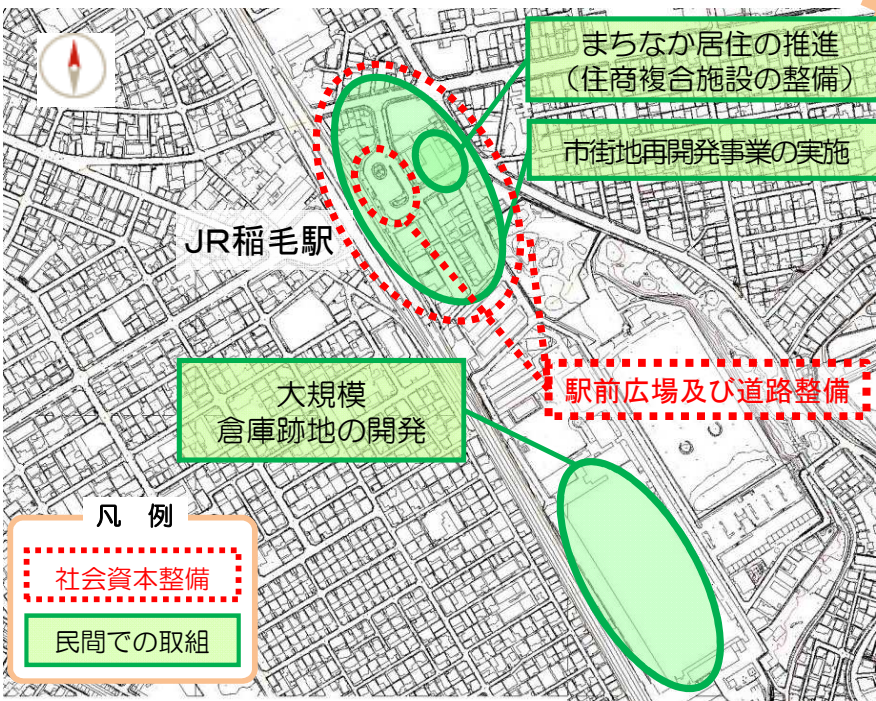 まちなか居住の推進
（住商複合施設の整備）
市街地再開発事業の実施
JR稲毛駅
駅前広場及び道路整備
大規模
倉庫跡地の開発
凡 例
社会資本整備
民間での取組